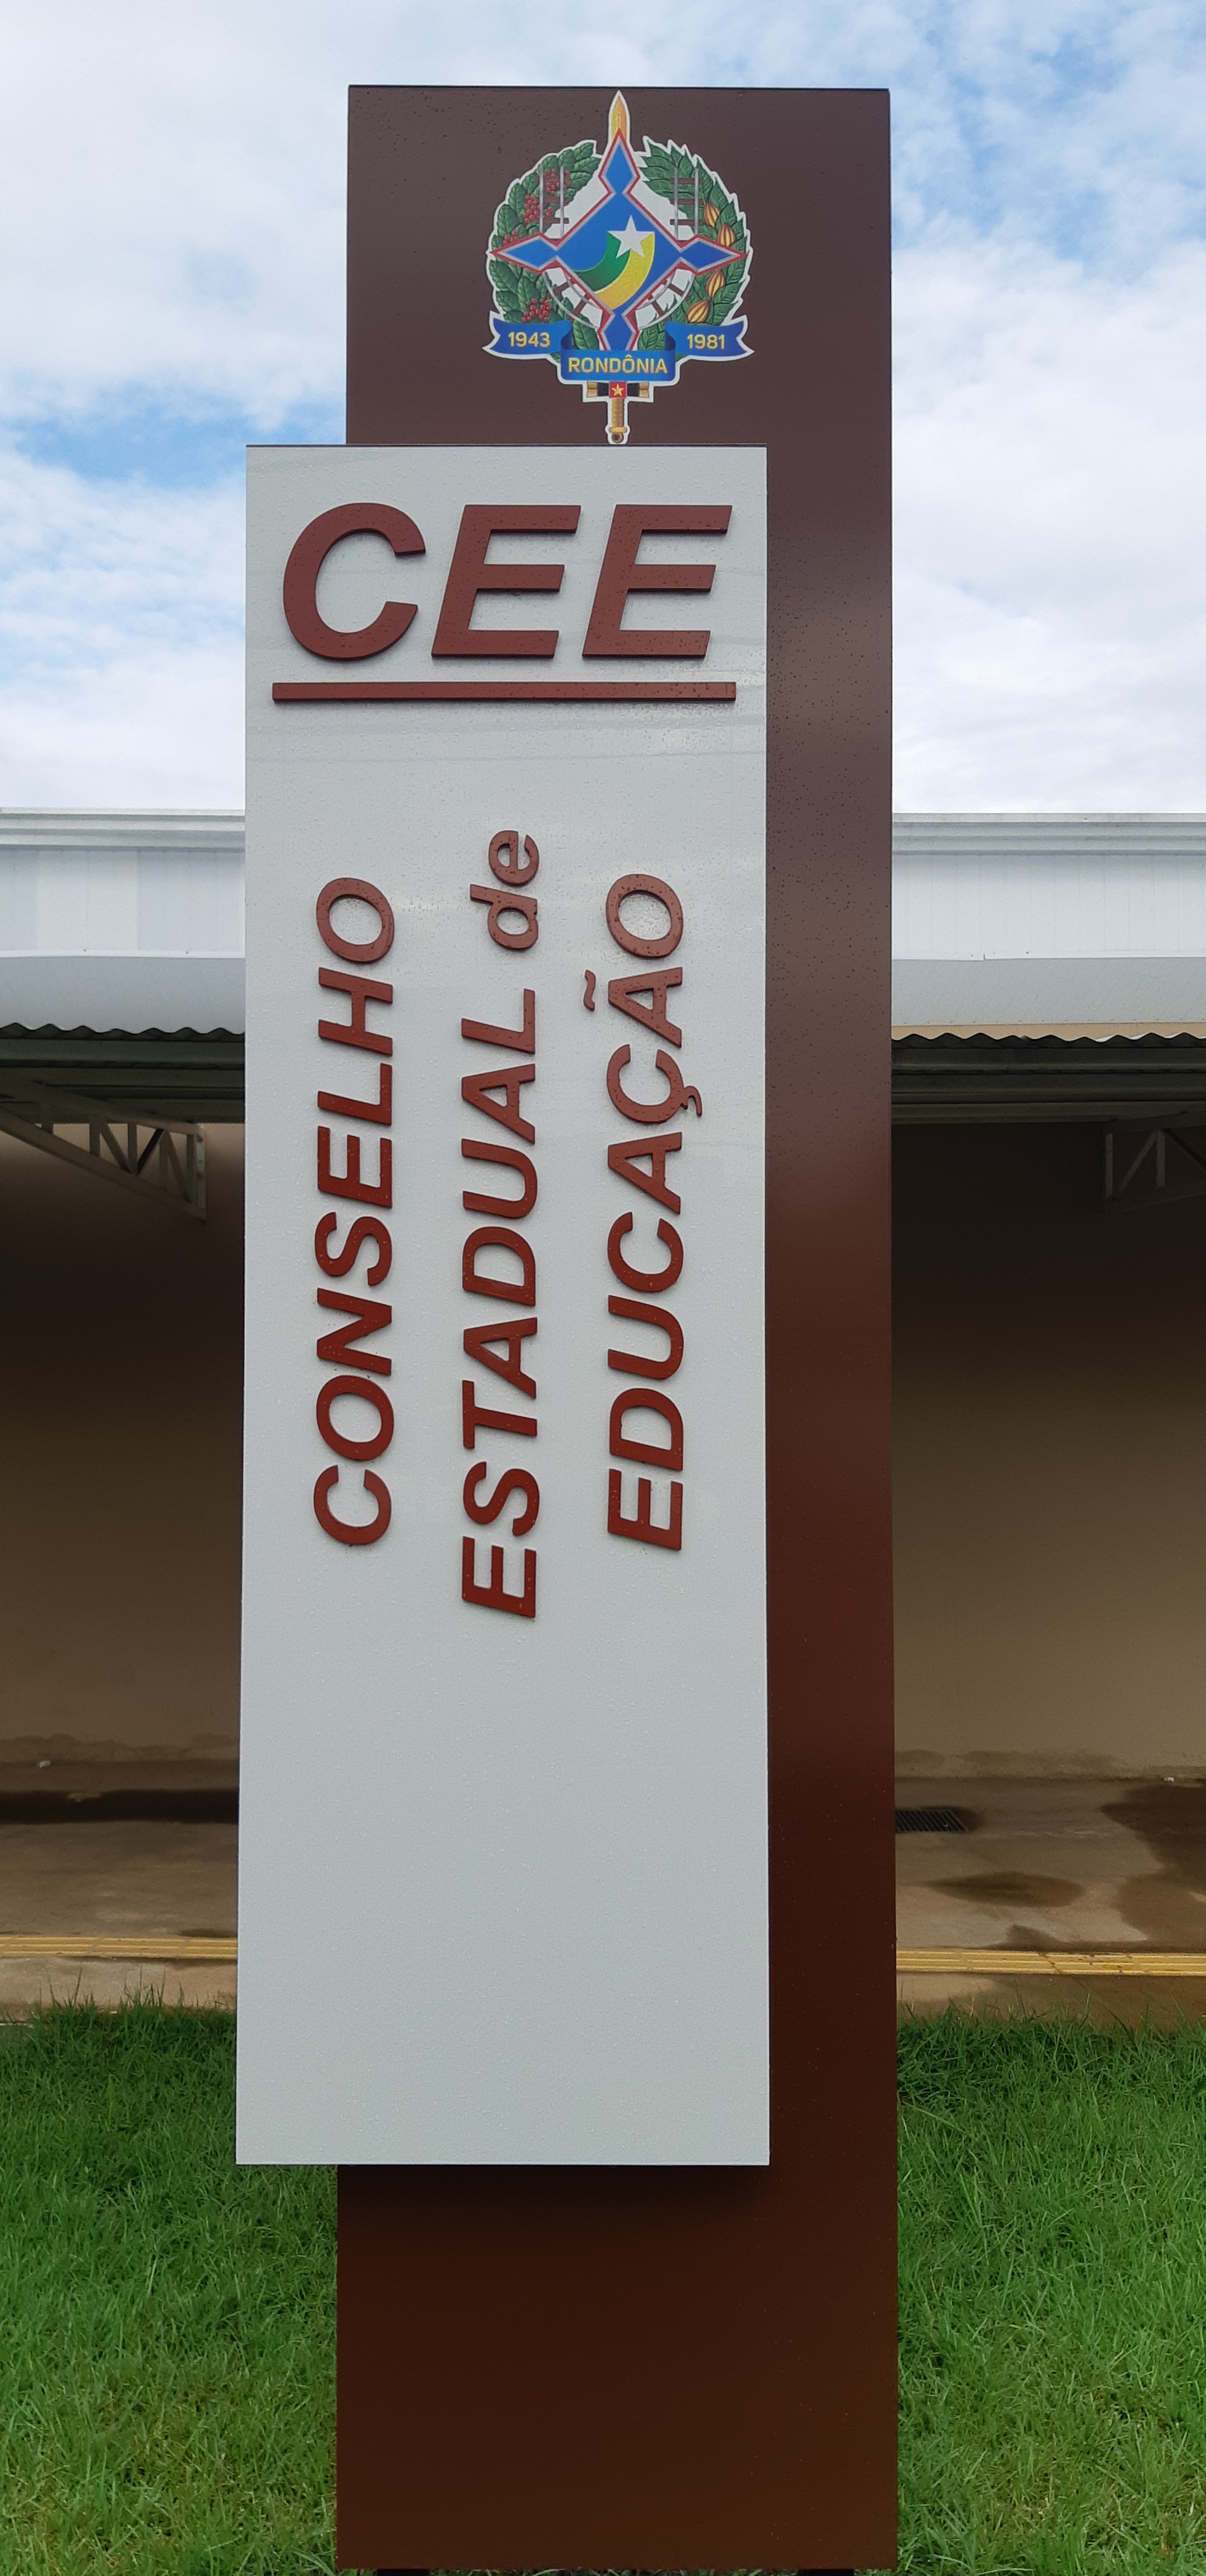 1943
1981
RONDÔNIA
CEE
CONSELHO
ESTADUAL de
EDUCAÇÃO